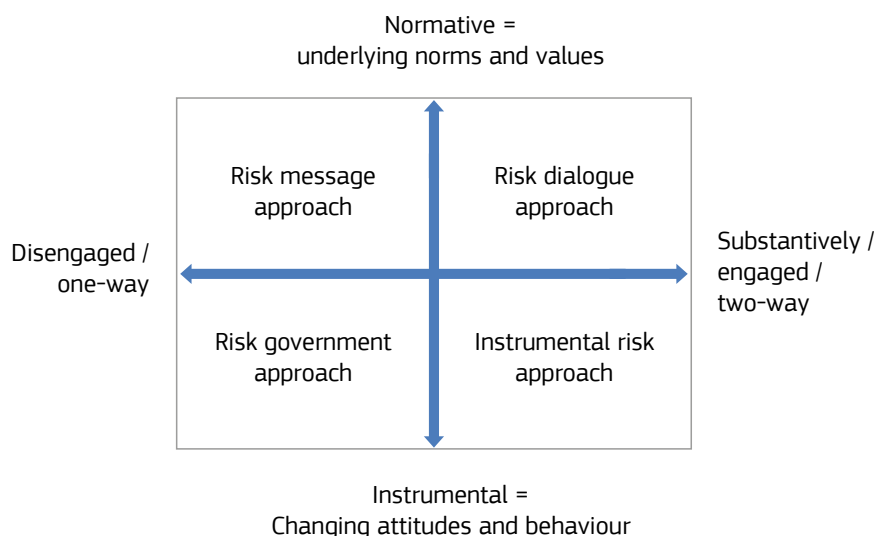 Normative =
underlying norms and values
Risk message
approach
Risk dialogue
approach
Disengaged /
one-way
Substantively /
engaged /
two-way
Risk government
approach
Instrumental risk
approach
Instrumental =
Changing attitudes and behaviour